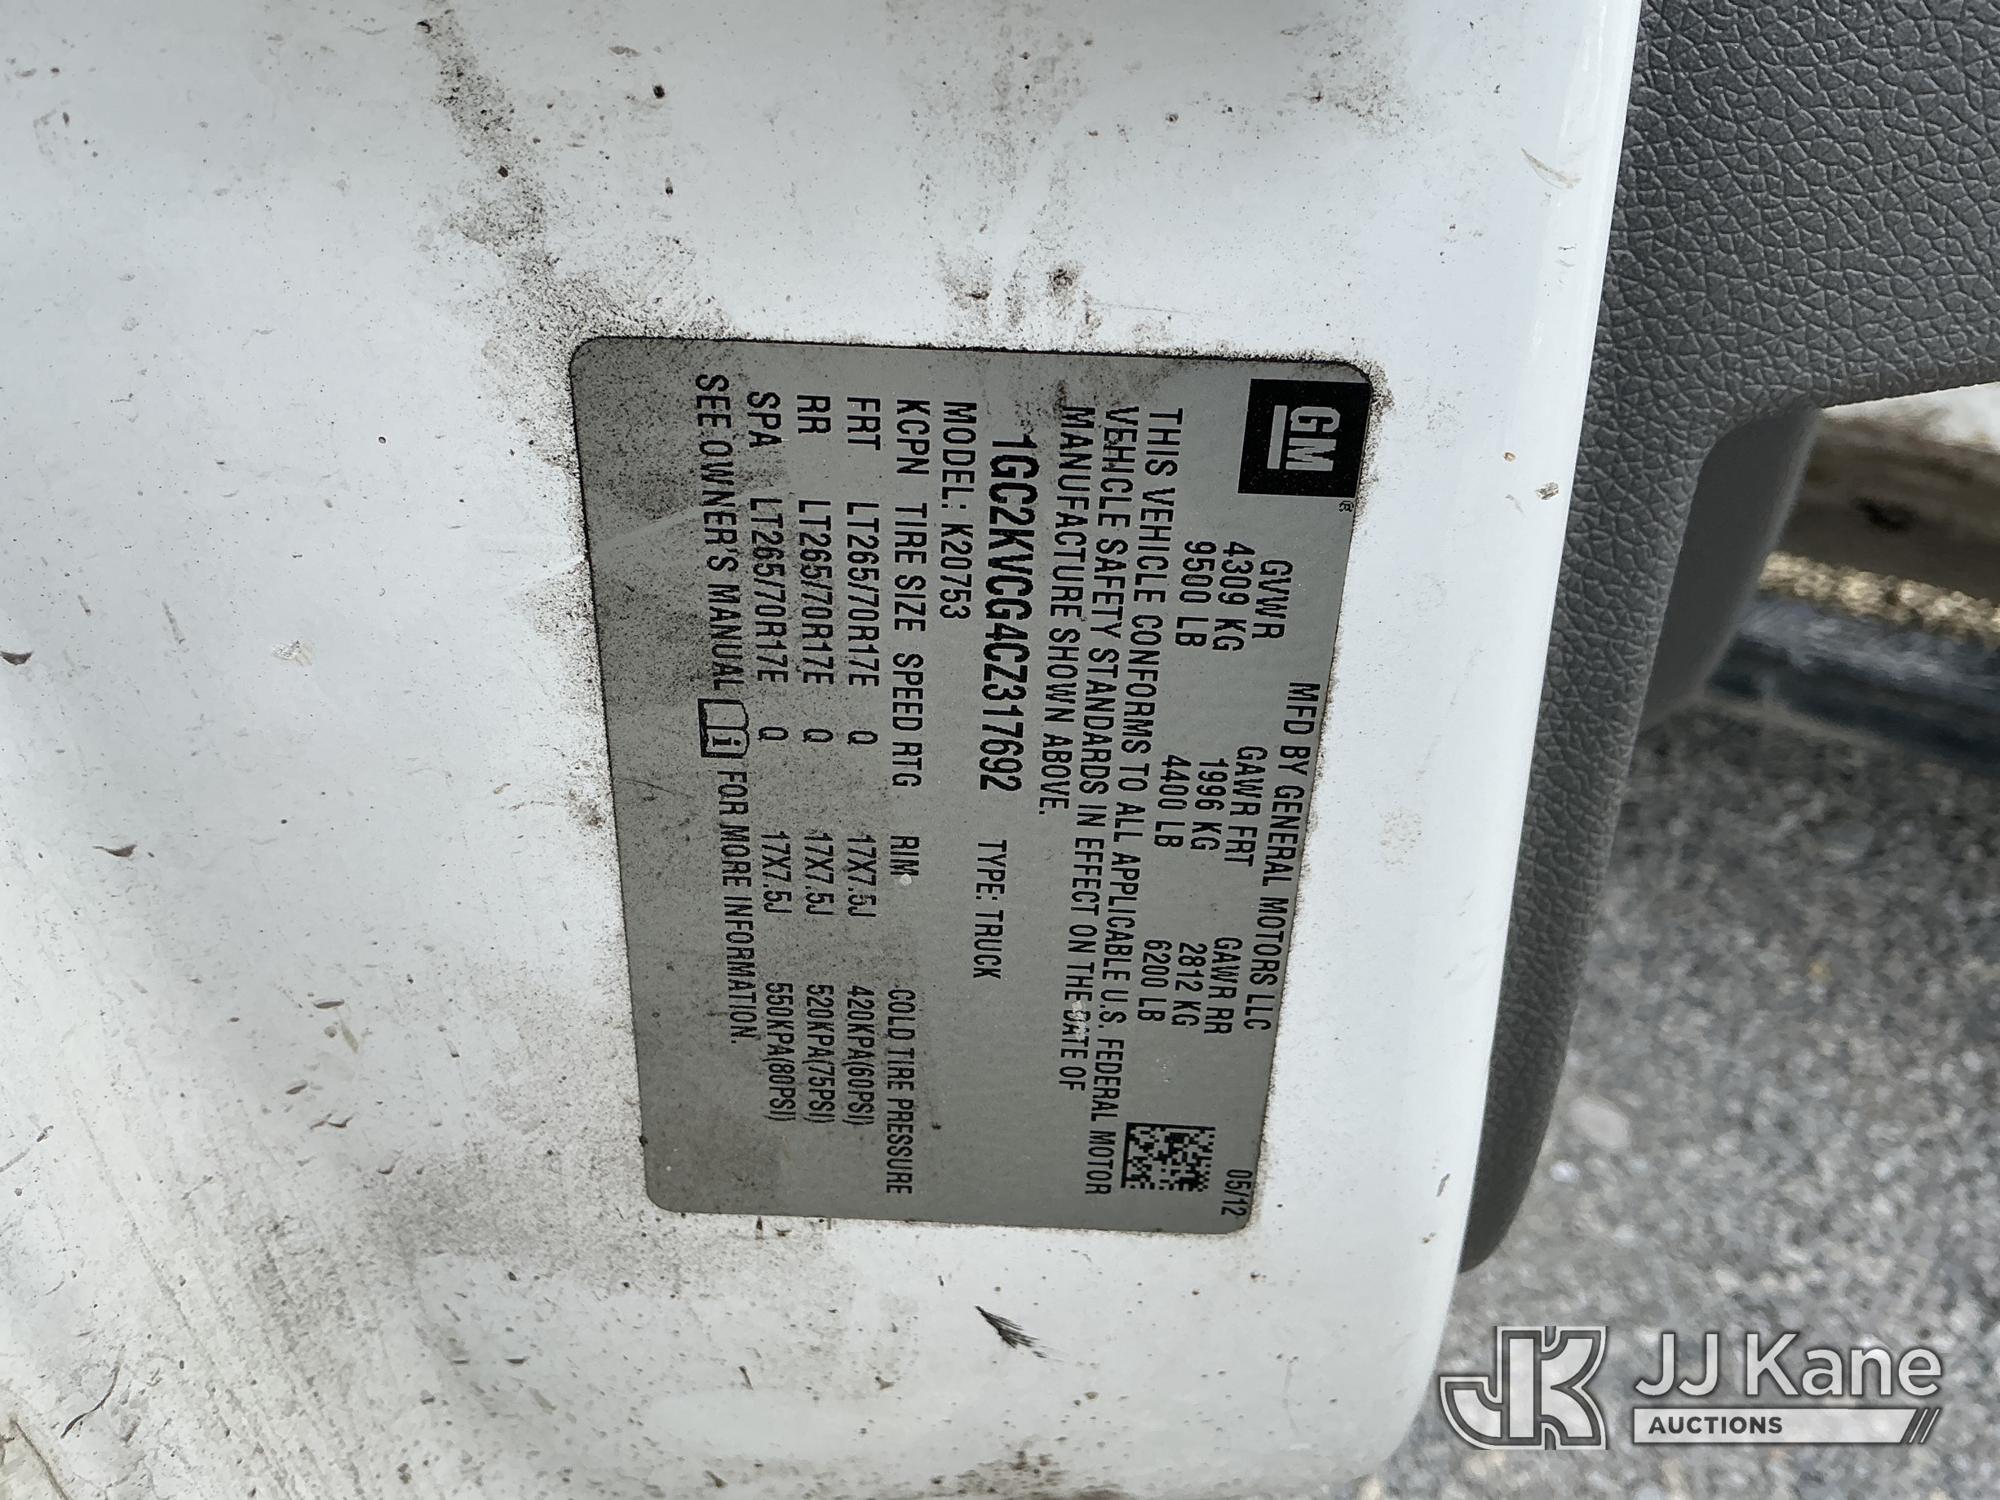 GM
MFD BY GENERAL MOTORS LLC 05/12
GVWR GAWR FRT GAWR RR
4309 KG 1996 KG 2812 KG
9500 LB 4400 LB 6200 LB
THIS VEHICLE CONFORMS TO ALL APPLICABLE U.S. FEDERAL MOTOR
VEHICLE SAFETY STANDARDS IN EFFECT ON THE DATE OF
MANUFACTURE SHOWN ABOVE.
1GC2KVCG4CZ317692 TYPE: TRUCK
MODEL: K20753
KCPN TIRE SIZE SPEED RTG RIM COLD TIRE PRESSURE
FRT LT265/70R17E Q 17X7.5J 420KPA(60PSI)
RR LT265/70R17E Q 17X7.5J 520KPA(75PSI)
SPA LT265/70R17E Q 17X7.5J 550KPA(80PSI)
SEE OWNER'S MANUAL i FOR MORE INFORMATION.
JK JJ Kane
AUCTIONS